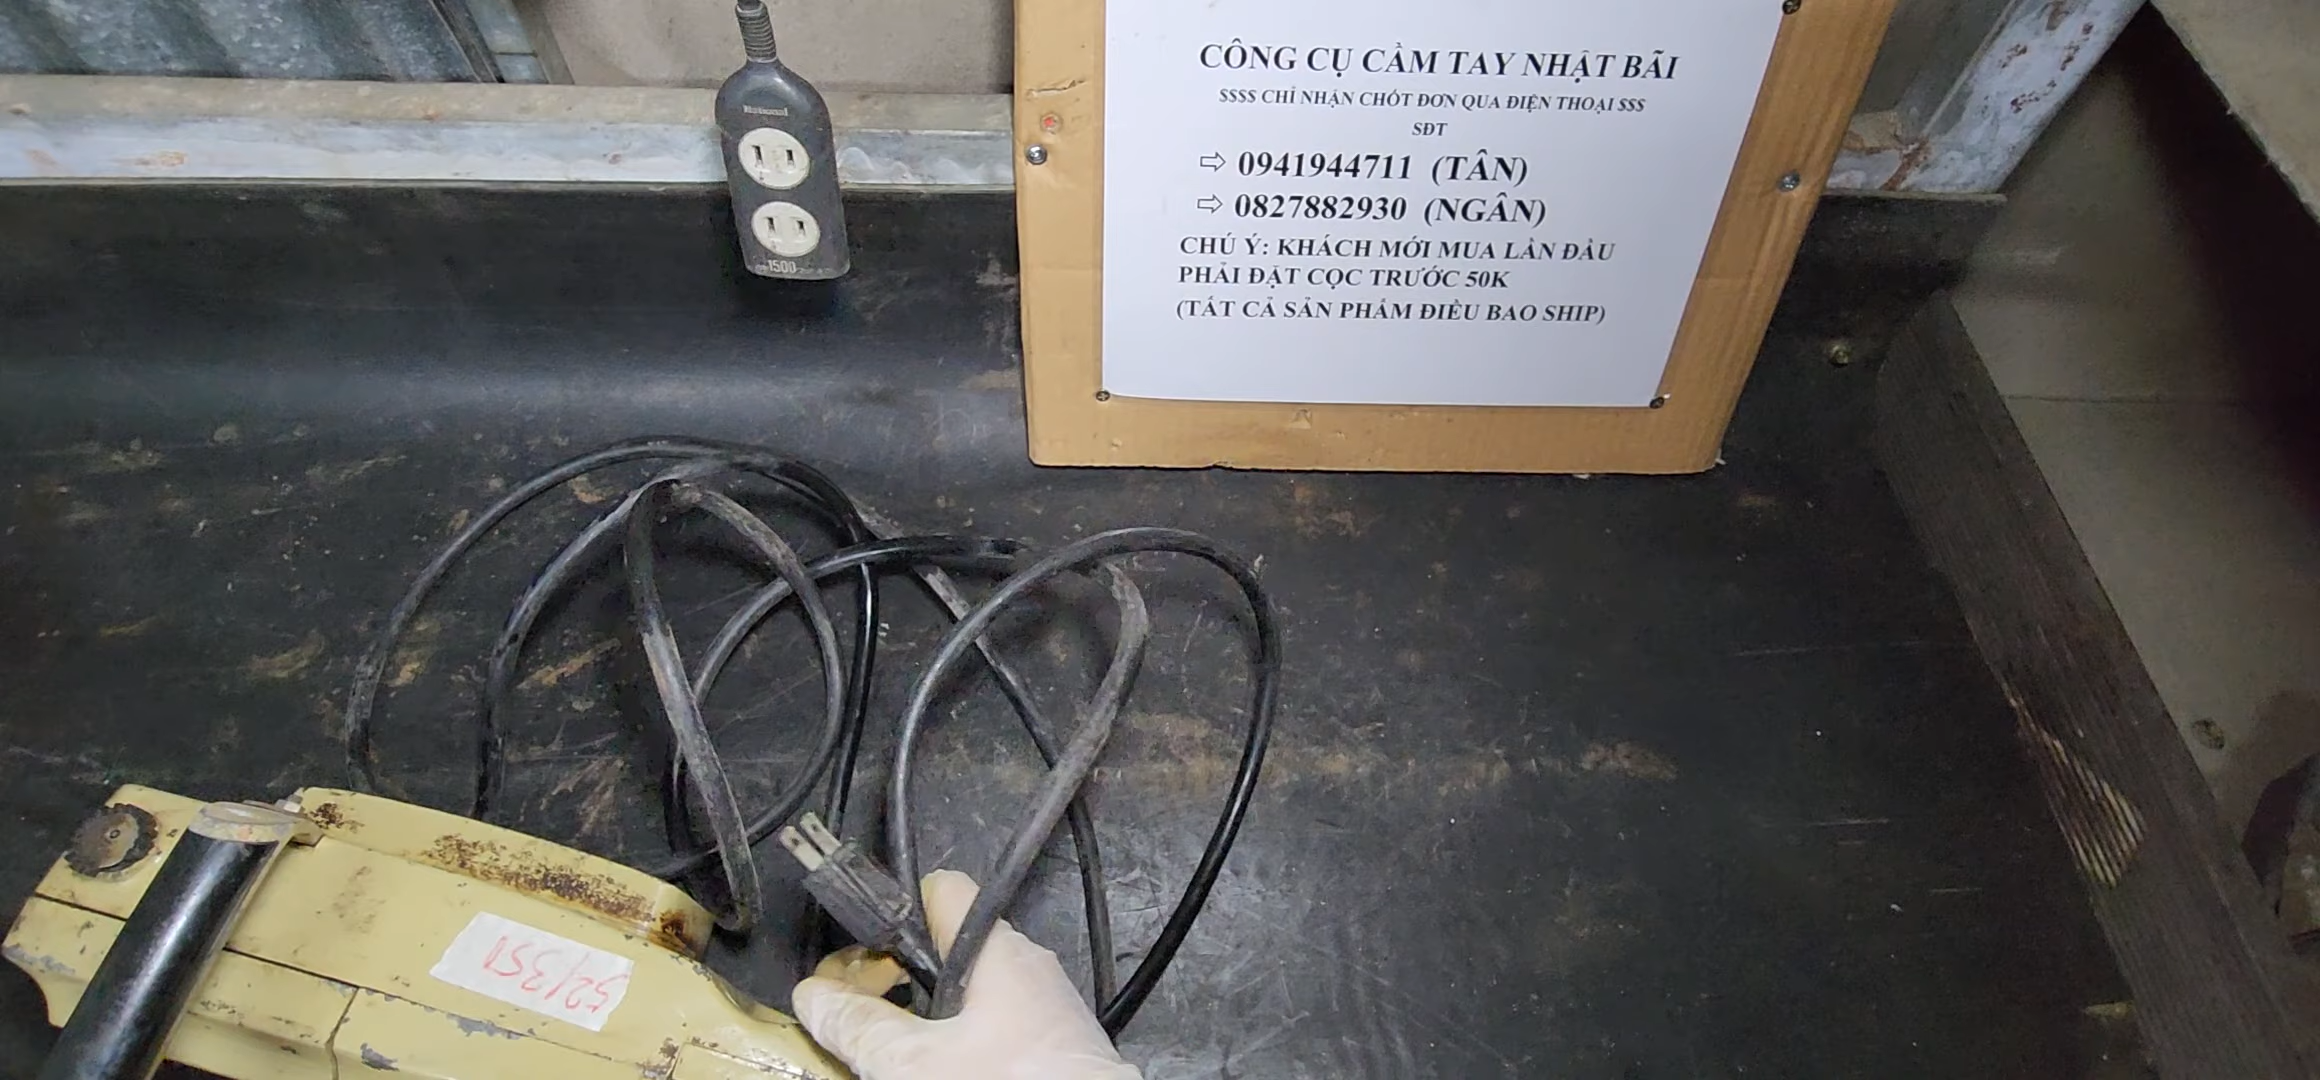 National
1500
CÔNG CỤ CẦM TAY NHẬT BÃI
$$$$ CHỈ NHẬN CHỐT ĐƠN QUA ĐIỆN THOẠI $$$
SĐT
⇨ 0941944711 (TÂN)
⇨ 0827882930 (NGÂN)
CHÚ Ý: KHÁCH MỚI MUA LẦN ĐẦU
PHẢI ĐẶT CỌC TRƯỚC 50K
(TẤT CẢ SẢN PHẨM ĐIỀU BAO SHIP)